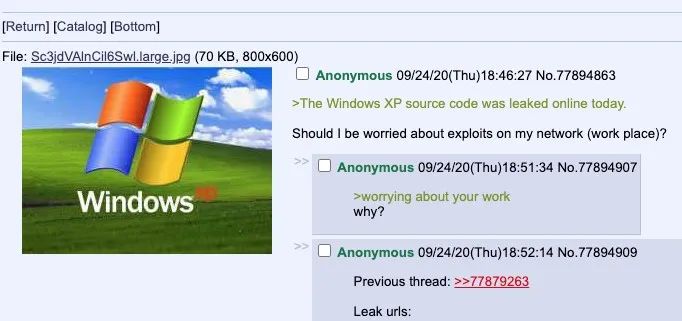 [Return] [Catalog] [Bottom]
File: Sc3jdVAlnCil6Swl.large.jpg (70 KB, 800x600)
Windows xp
Anonymous 09/24/20(Thu)18:46:27 No.77894863
>The Windows XP source code was leaked online today.
Should I be worried about exploits on my network (work place)?
>> Anonymous 09/24/20(Thu)18:51:34 No.77894907
>worrying about your work
why?
>> Anonymous 09/24/20(Thu)18:52:14 No.77894909
Previous thread: >>77879263
Leak urls: